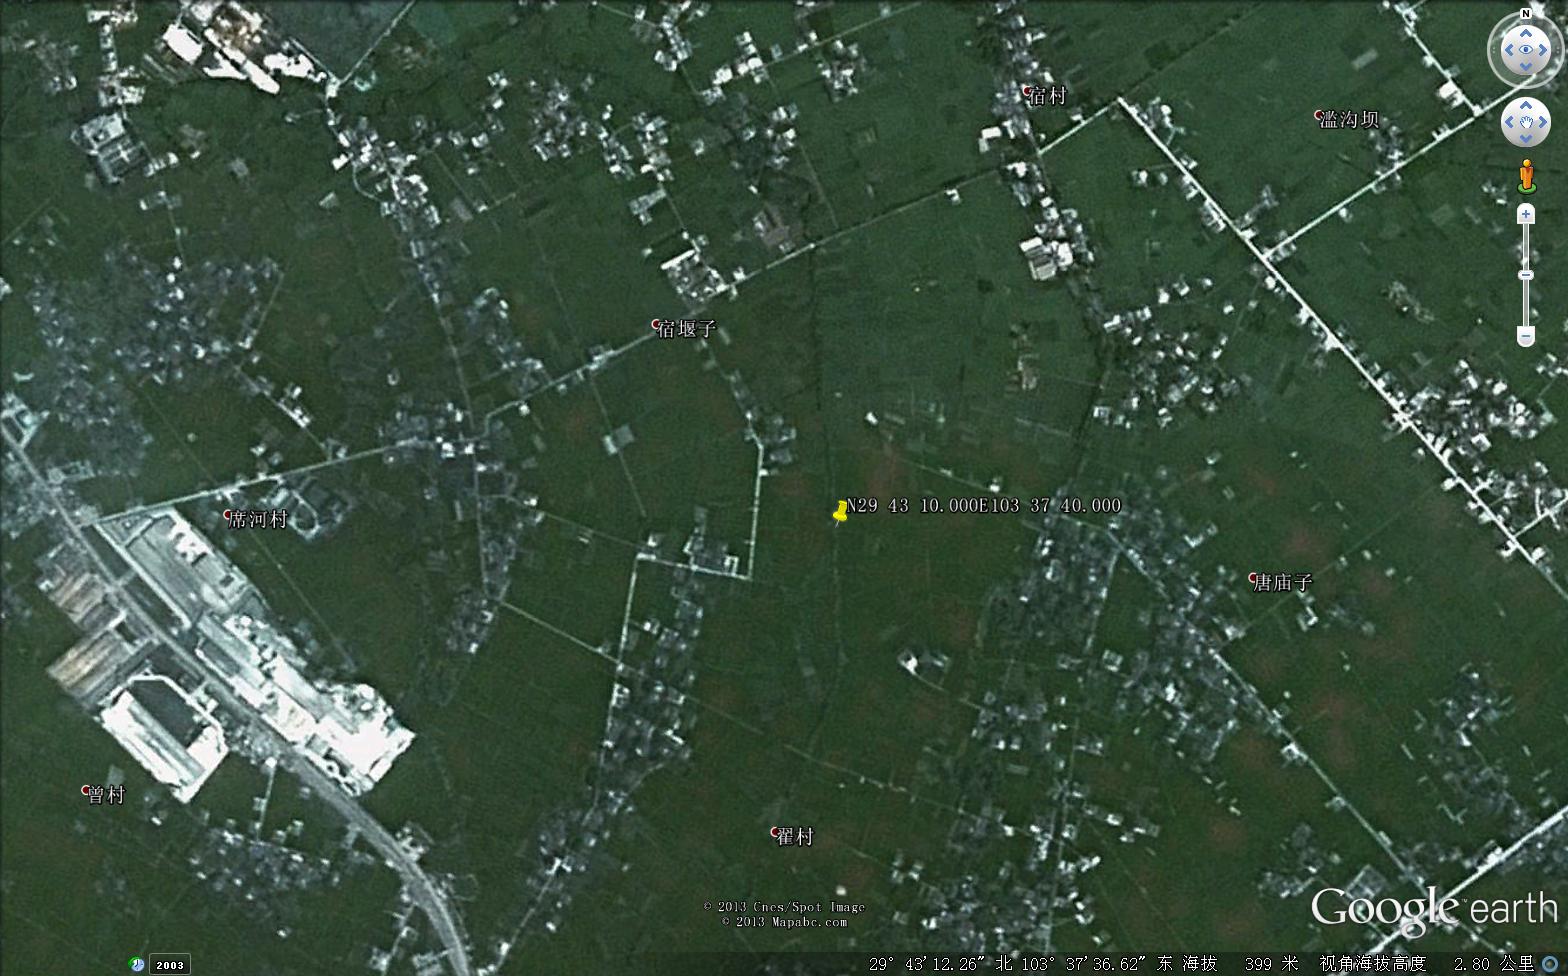 N
宿村
滥沟坝
宿堰子
N29 43 10.000E103 37 40.000
席河村
唐庙子
曾村
翟村
© 2013 Cnes/Spot Image
© 2013 Mapabc.com
Google earth
2003
29° 43'12.26" 北 103° 37'36.62" 东 海拔 399 米 视角海拔高度 2.80 公里